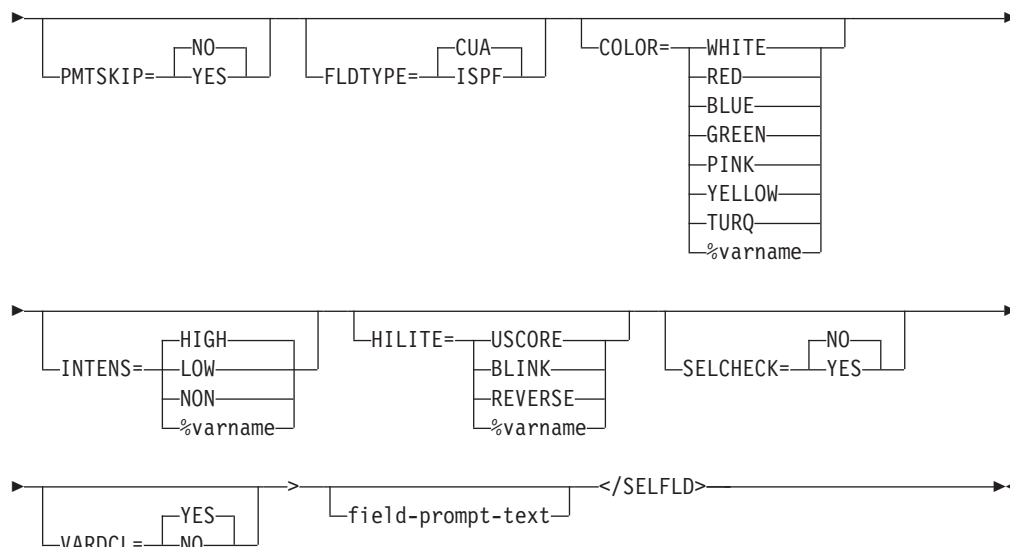 NO CUA COLOR= WHITE
PMTSKIP= YES FLDTYPE= ISPF RED
BLUE
GREEN
PINK
YELLOW
TURQ
%varname
HIGH HILITE= USCORE NO
INTENS= LOW BLINK SELCHECK= YES
NON REVERSE
%varname %varname
> </SELFLD>
YES field-prompt-text
VARDCL= NO